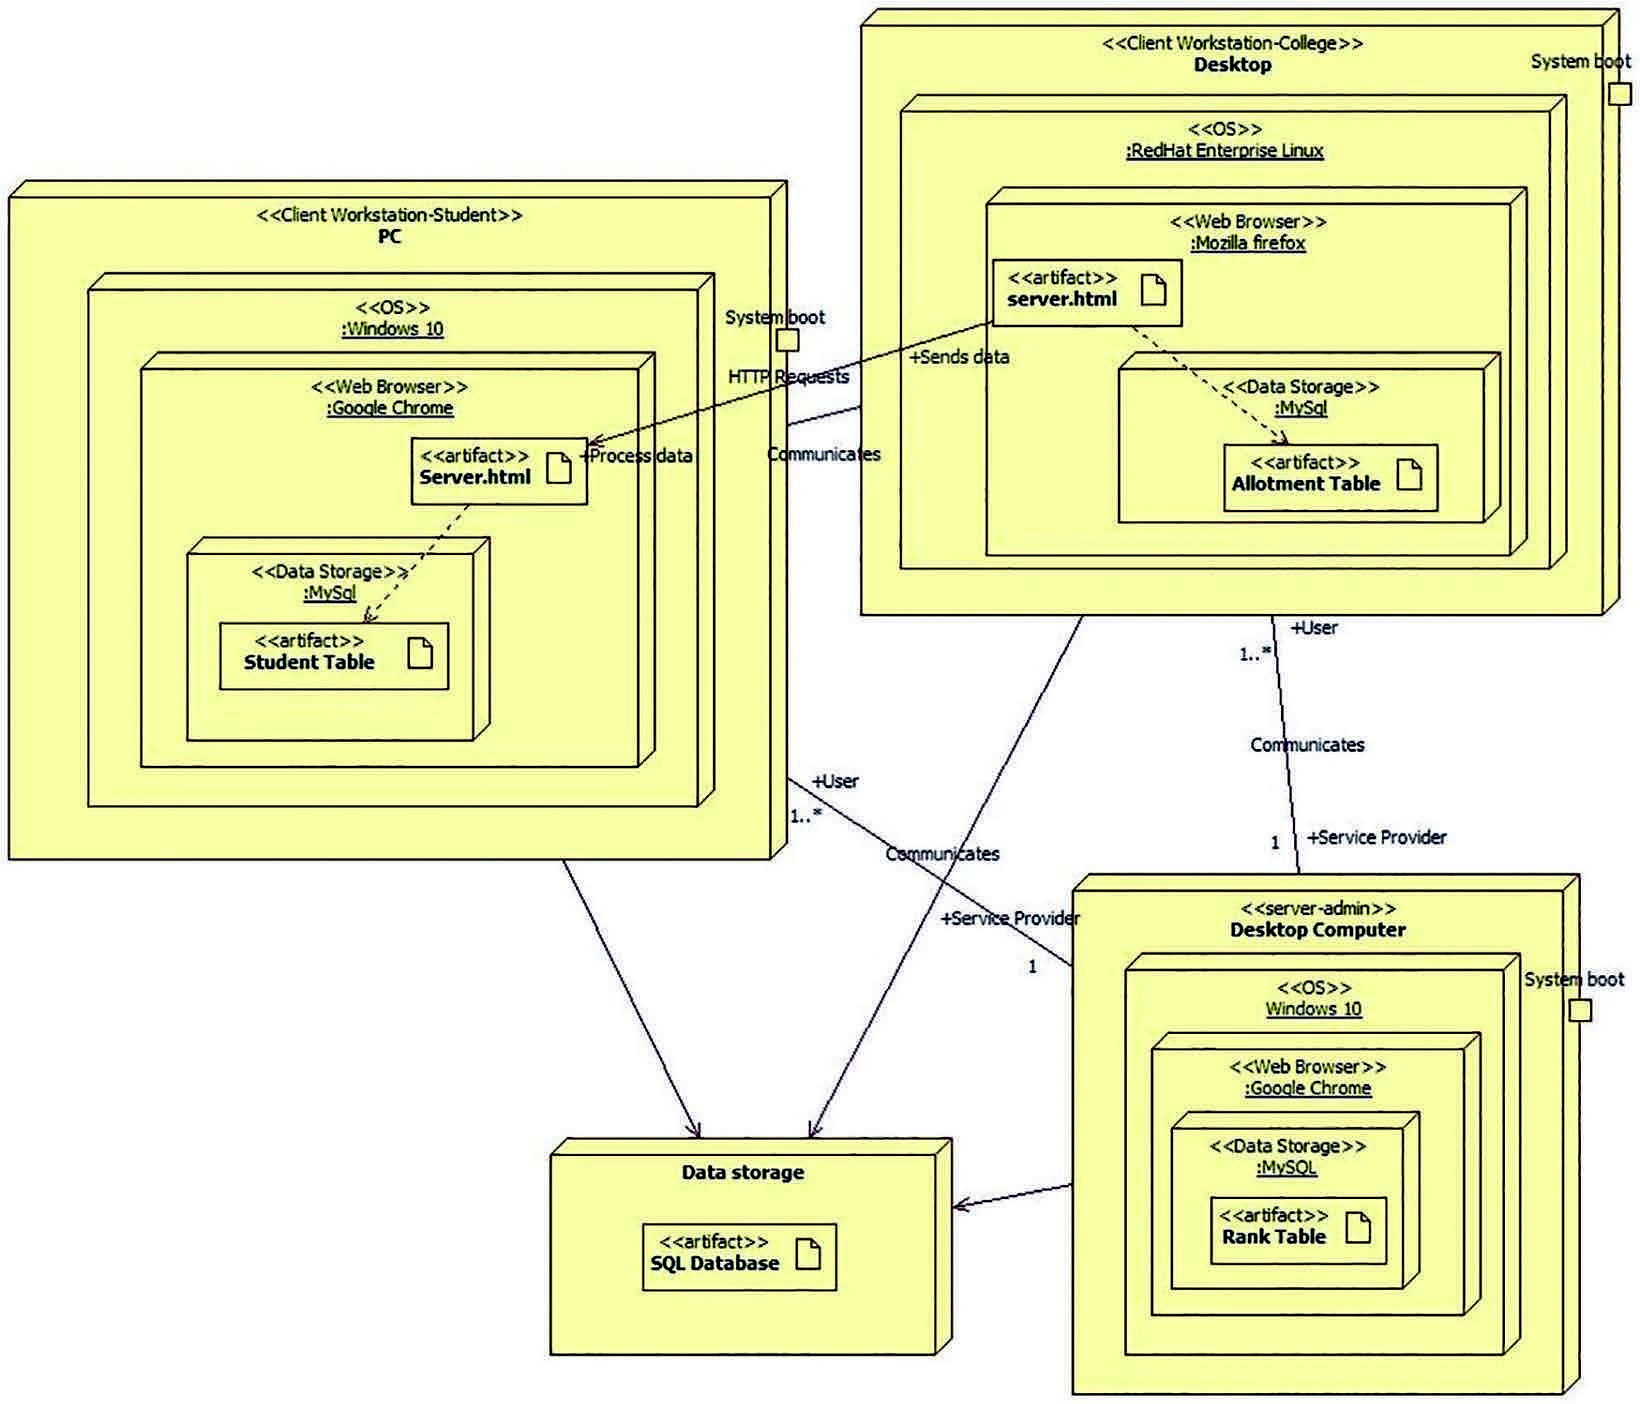 <<Client Workstation-College>>
Desktop
System boot
<<OS>>
:RedHat Enterprise Linux
<<Web Browser>>
:Mozilla firefox
<<artifact>>
server.html
+Sends data
<<Data Storage>>
:MySql
<<artifact>>
Allotment Table
<<Client Workstation-Student>>
PC
<<OS>>
:Windows 10
System boot
<<Web Browser>>
:Google Chrome
HTTP Requests
<<artifact>>
Server.html
+Process data
Communicates
<<Data Storage>>
:MySql
<<artifact>>
Student Table
+User
1..*
Communicates
1
+Service Provider
+User
1..*
Communicates
+Service Provider
1
<<server-admin>>
Desktop Computer
<<OS>>
Windows 10
System boot
<<Web Browser>>
:Google Chrome
<<Data Storage>>
:MySQL
<<artifact>>
Rank Table
Data storage
<<artifact>>
SQL Database